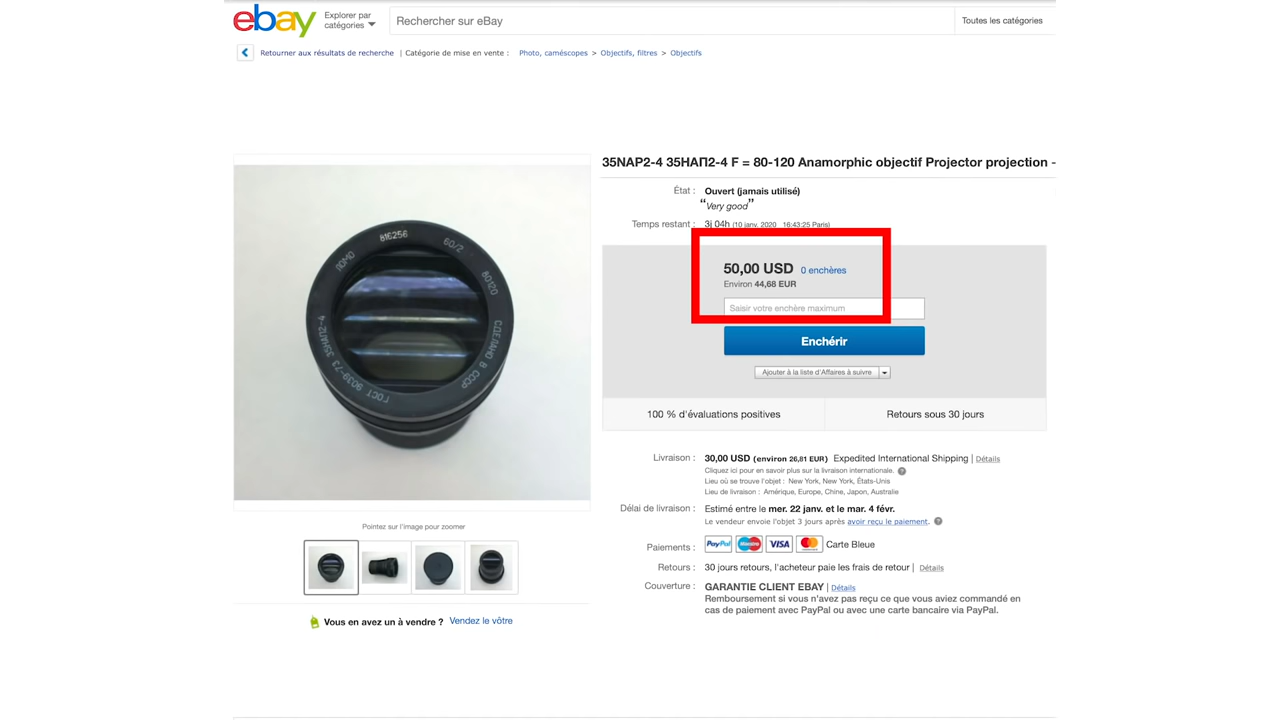 ebay
Explorer par
catégories
Rechercher sur eBay
Toutes les catégories
Retourner aux résultats de recherche | Catégorie de mise en vente : Photo, caméscopes > Objectifs, filtres > Objectifs
35NAP2-4 35НАП2-4 F = 80-120 Anamorphic objectif Projector projection -
État : Ouvert (jamais utilisé)
“Very good”
Temps restant : 3j 04h (10 janv. 2020 16:43:25 Paris)
50,00 USD 0 enchères
Environ 44,68 EUR
Saisir votre enchère maximum
Enchérir
Ajouter à la liste d'Affaires à suivre
100 % d'évaluations positives
Retours sous 30 jours
Livraison : 30,00 USD (environ 26,81 EUR) Expedited International Shipping | Détails
Cliquez ici pour en savoir plus sur la livraison internationale. ?
Lieu où se trouve l'objet : New York, New York, États-Unis
Lieu de livraison : Amérique, Europe, Chine, Japon, Australie
Délai de livraison : Estimé entre le mer. 22 janv. et le mar. 4 févr.
Le vendeur envoie l'objet 3 jours après avoir reçu le paiement. ?
Paiements : PayPal Maestro VISA MasterCard Carte Bleue
Retours : 30 jours retours, l'acheteur paie les frais de retour | Détails
Couverture : GARANTIE CLIENT EBAY | Détails
Remboursement si vous n'avez pas reçu ce que vous aviez commandé en
cas de paiement avec PayPal ou avec une carte bancaire via PayPal.
ЛОМО 816256 60/2 80120
СДЕЛАНО В СССР
ГОСТ 9039-73 35НАП2-4
Pointez sur l'image pour zoomer
Vous en avez un à vendre ? Vendez le vôtre